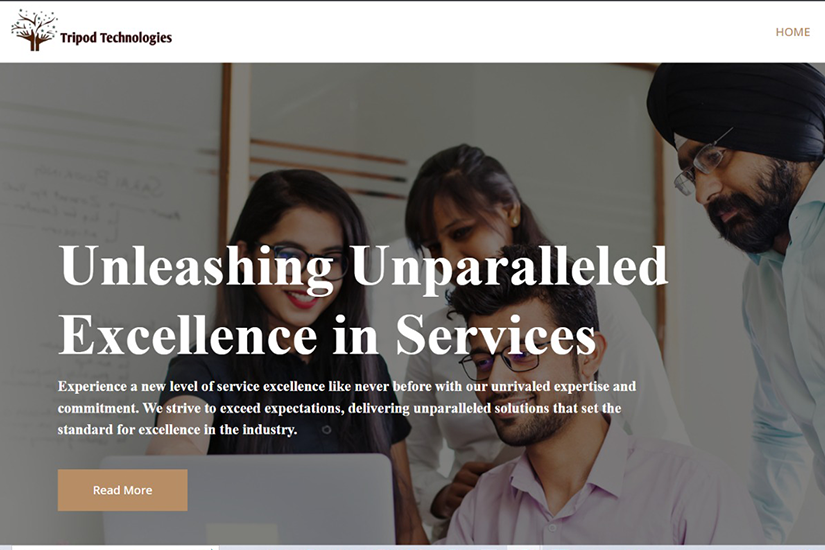 Tripod Technologies
HOME
Unleashing Unparalleled
Excellence in Services
Experience a new level of service excellence like never before with our unrivaled expertise and
commitment. We strive to exceed expectations, delivering unparalleled solutions that set the
standard for excellence in the industry.
Read More